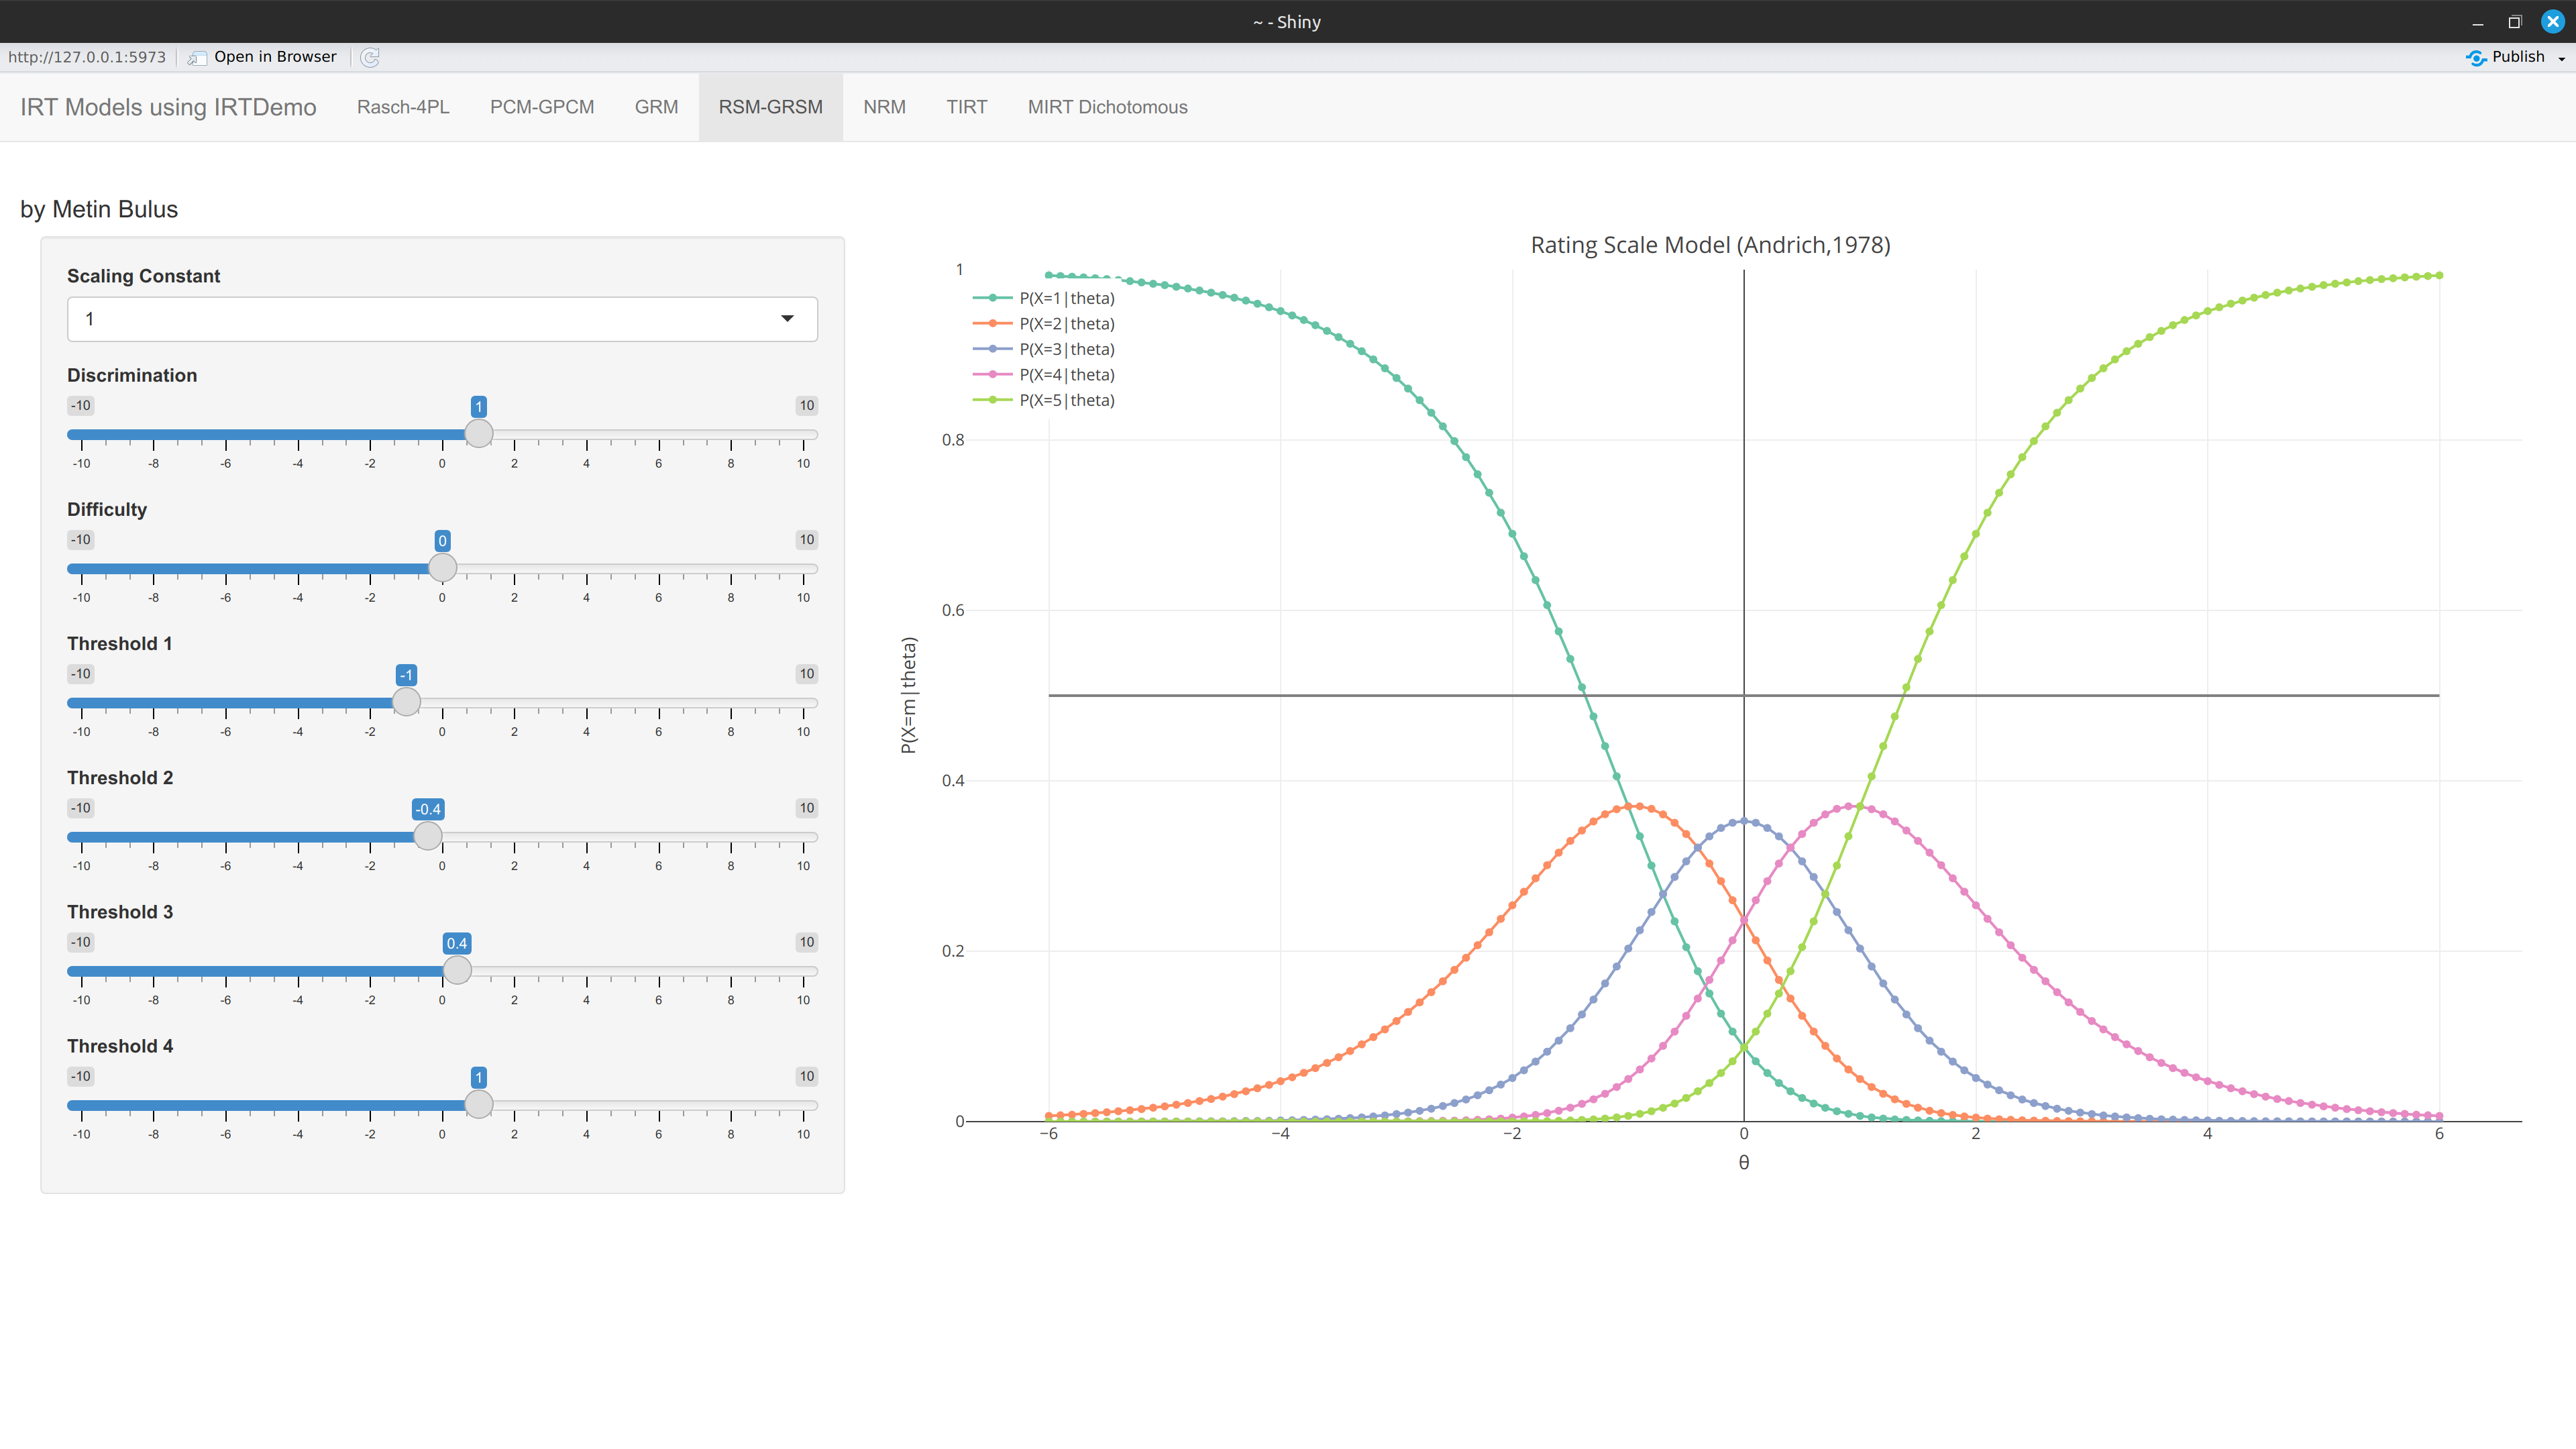 ~ - Shiny
http://127.0.0.1:5973 Open in Browser Publish
IRT Models using IRTDemo Rasch-4PL PCM-GPCM GRM RSM-GRSM NRM TIRT MIRT Dichotomous
by Metin Bulus
Scaling Constant
1
Discrimination
-10 1 10
-10 -8 -6 -4 -2 0 2 4 6 8 10
Difficulty
-10 0 10
-10 -8 -6 -4 -2 0 2 4 6 8 10
Threshold 1
-10 -1 10
-10 -8 -6 -4 -2 0 2 4 6 8 10
Threshold 2
-10 -0.4 10
-10 -8 -6 -4 -2 0 2 4 6 8 10
Threshold 3
-10 0.4 10
-10 -8 -6 -4 -2 0 2 4 6 8 10
Threshold 4
-10 1 10
-10 -8 -6 -4 -2 0 2 4 6 8 10
Rating Scale Model (Andrich,1978)
P(X=1|theta)
P(X=2|theta)
P(X=3|theta)
P(X=4|theta)
P(X=5|theta)
P(X=m|theta)
1
0.8
0.6
0.4
0.2
0
−6 −4 −2 0 2 4 6
θ